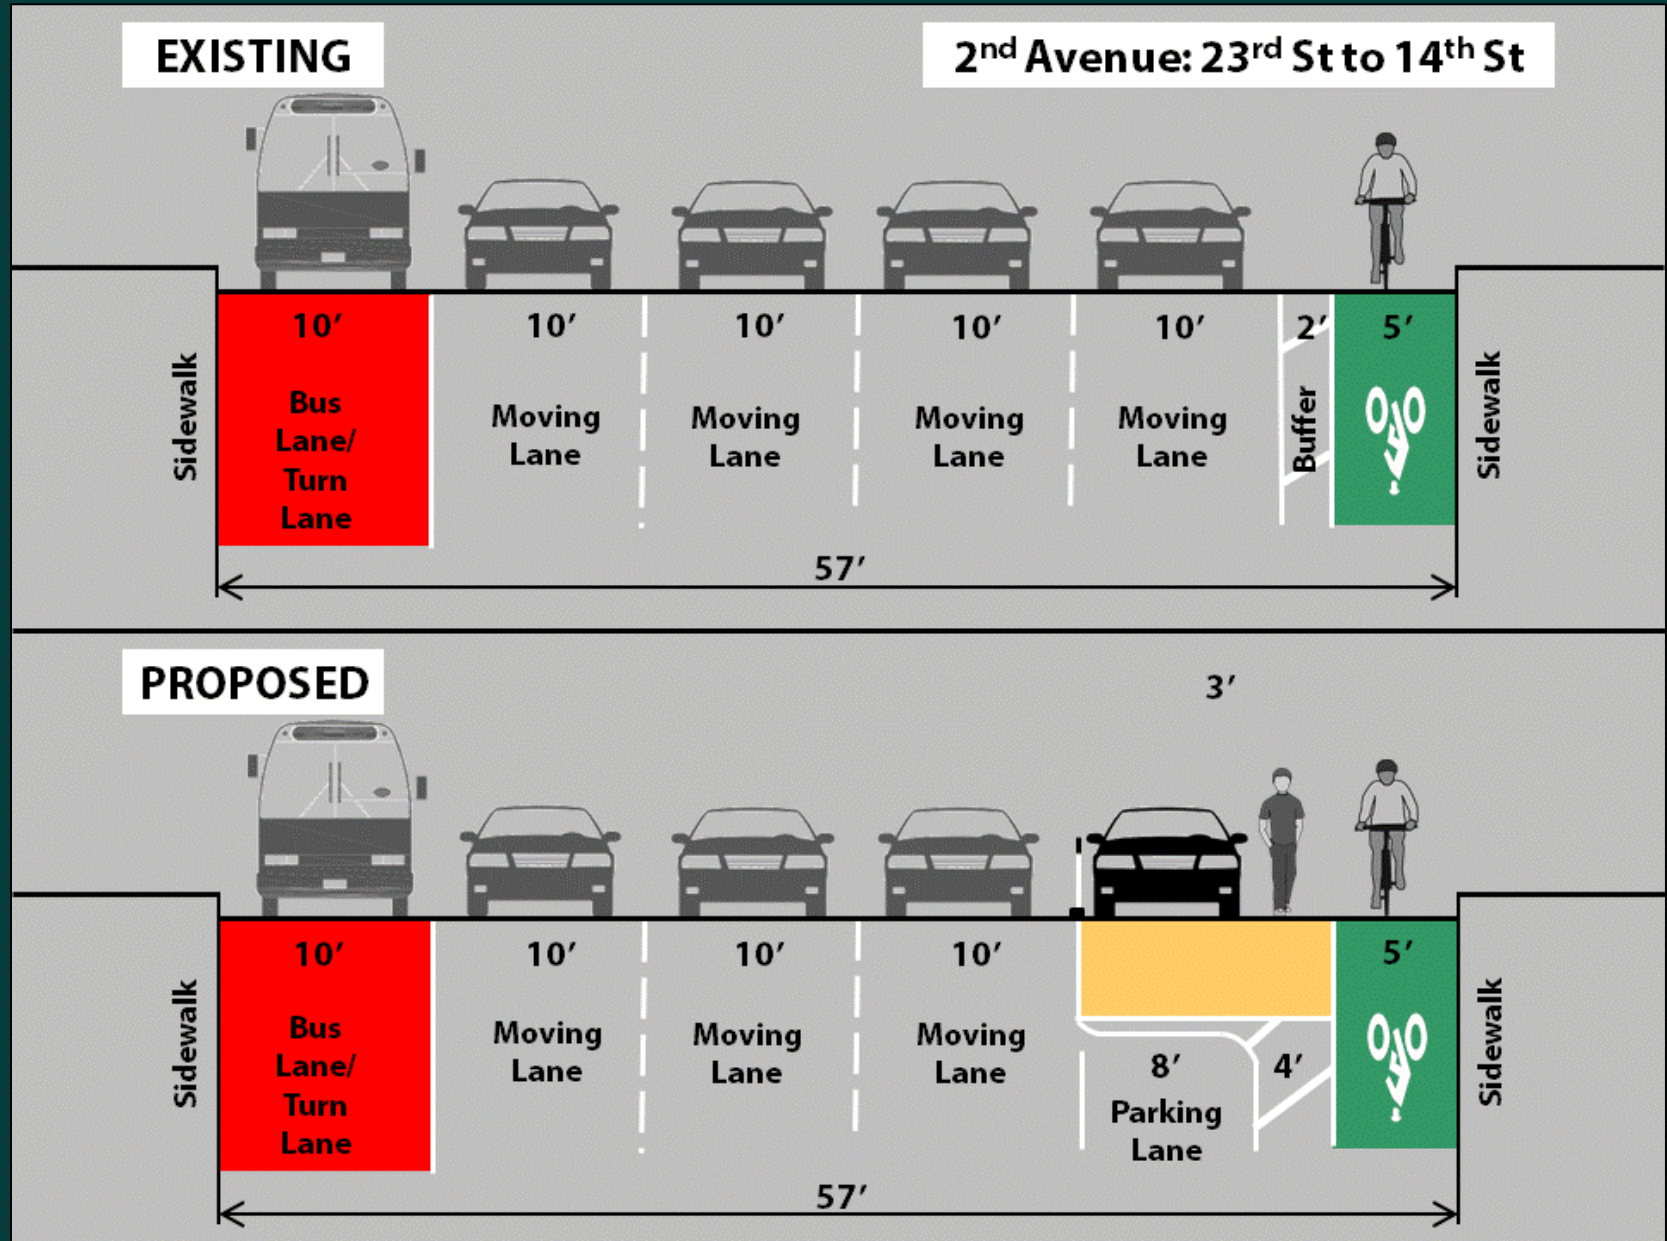 EXISTING
2nd Avenue: 23rd St to 14th St
10′
10′
10′
10′
10′
2′
5′
Sidewalk
Bus
Lane/
Turn
Lane
Moving
Lane
Moving
Lane
Moving
Lane
Moving
Lane
Buffer
Sidewalk
57′
PROPOSED
3′
10′
10′
10′
10′
5′
Sidewalk
Bus
Lane/
Turn
Lane
Moving
Lane
Moving
Lane
Moving
Lane
8′
Parking
Lane
4′
Sidewalk
57′